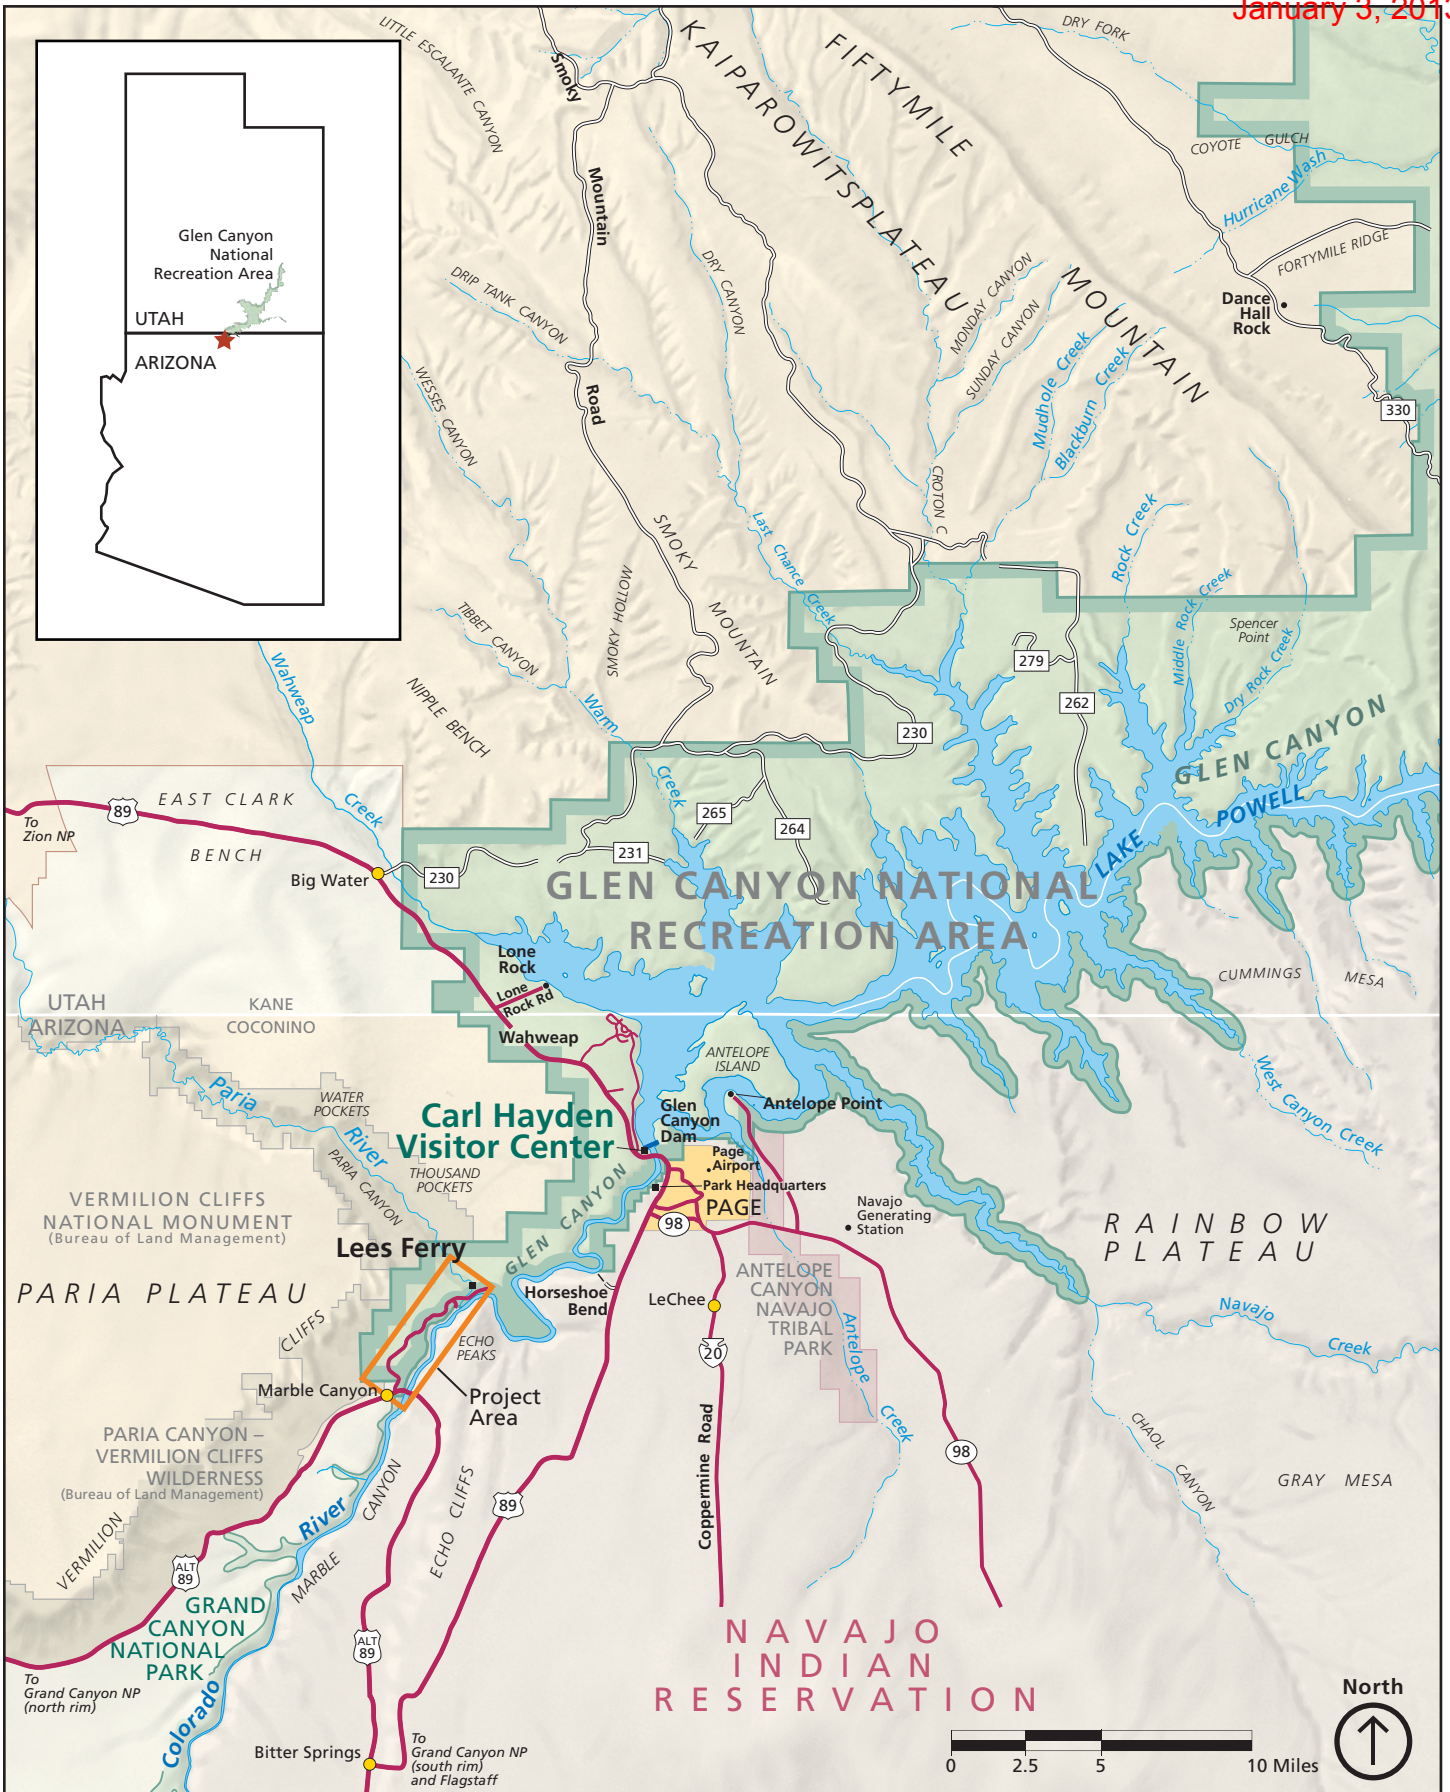 January 3, 2013
LITTLE ESCALANTE CANYON
Smoky
Mountain
Road
KAIPAROWITS PLATEAU
FIFTYMILE
MOUNTAIN
DRY FORK
COYOTE GULCH
Hurricane Wash
FORTYMILE RIDGE
Dance
Hall
Rock
330
Glen Canyon
National
Recreation Area
UTAH
ARIZONA
DRIP TANK CANYON
DRY CANYON
MONDAY CANYON
SUNDAY CANYON
Mudhole Creek
Blackburn Creek
WESSES CANYON
CROTON C
Last Chance Creek
SMOKY
MOUNTAIN
SMOKY HOLLOW
TIBBET CANYON
NIPPLE BENCH
Warm
Creek
Wahweap
Creek
Rock Creek
Middle Rock Creek
Dry Rock Creek
Spencer
Point
279
262
230
265
264
231
230
GLEN CANYON
LAKE POWELL
To
Zion NP
89
EAST CLARK
BENCH
Big Water
GLEN CANYON NATIONAL
RECREATION AREA
Lone
Rock
Lone
Rock Rd
Wahweap
UTAH
ARIZONA
KANE
COCONINO
CUMMINGS MESA
West Canyon Creek
ANTELOPE
ISLAND
Antelope Point
Glen
Canyon
Dam
Carl Hayden
Visitor Center
Page
Airport
Park Headquarters
PAGE
98
Navajo
Generating
Station
Paria
River
WATER
POCKETS
PARIA CANYON
THOUSAND
POCKETS
VERMILION CLIFFS
NATIONAL MONUMENT
(Bureau of Land Management)
PARIA PLATEAU
Lees Ferry
GLEN CANYON
Horseshoe
Bend
ECHO
PEAKS
LeChee
20
ANTELOPE
CANYON
NAVAJO
TRIBAL
PARK
Antelope
Creek
RAINBOW
PLATEAU
Navajo
Creek
CLIFFS
Marble Canyon
Project
Area
PARIA CANYON –
VERMILION CLIFFS
WILDERNESS
(Bureau of Land Management)
VERMILION
Coppermine Road
98
CHAOL
CANYON
GRAY MESA
89
ECHO CLIFFS
River
CANYON
MARBLE
ALT
89
GRAND
CANYON
NATIONAL
PARK
ALT
89
Colorado
To
Grand Canyon NP
(north rim)
NAVAJO
INDIAN
RESERVATION
Bitter Springs
To
Grand Canyon NP
(south rim)
and Flagstaff
0 2.5 5 10 Miles
North